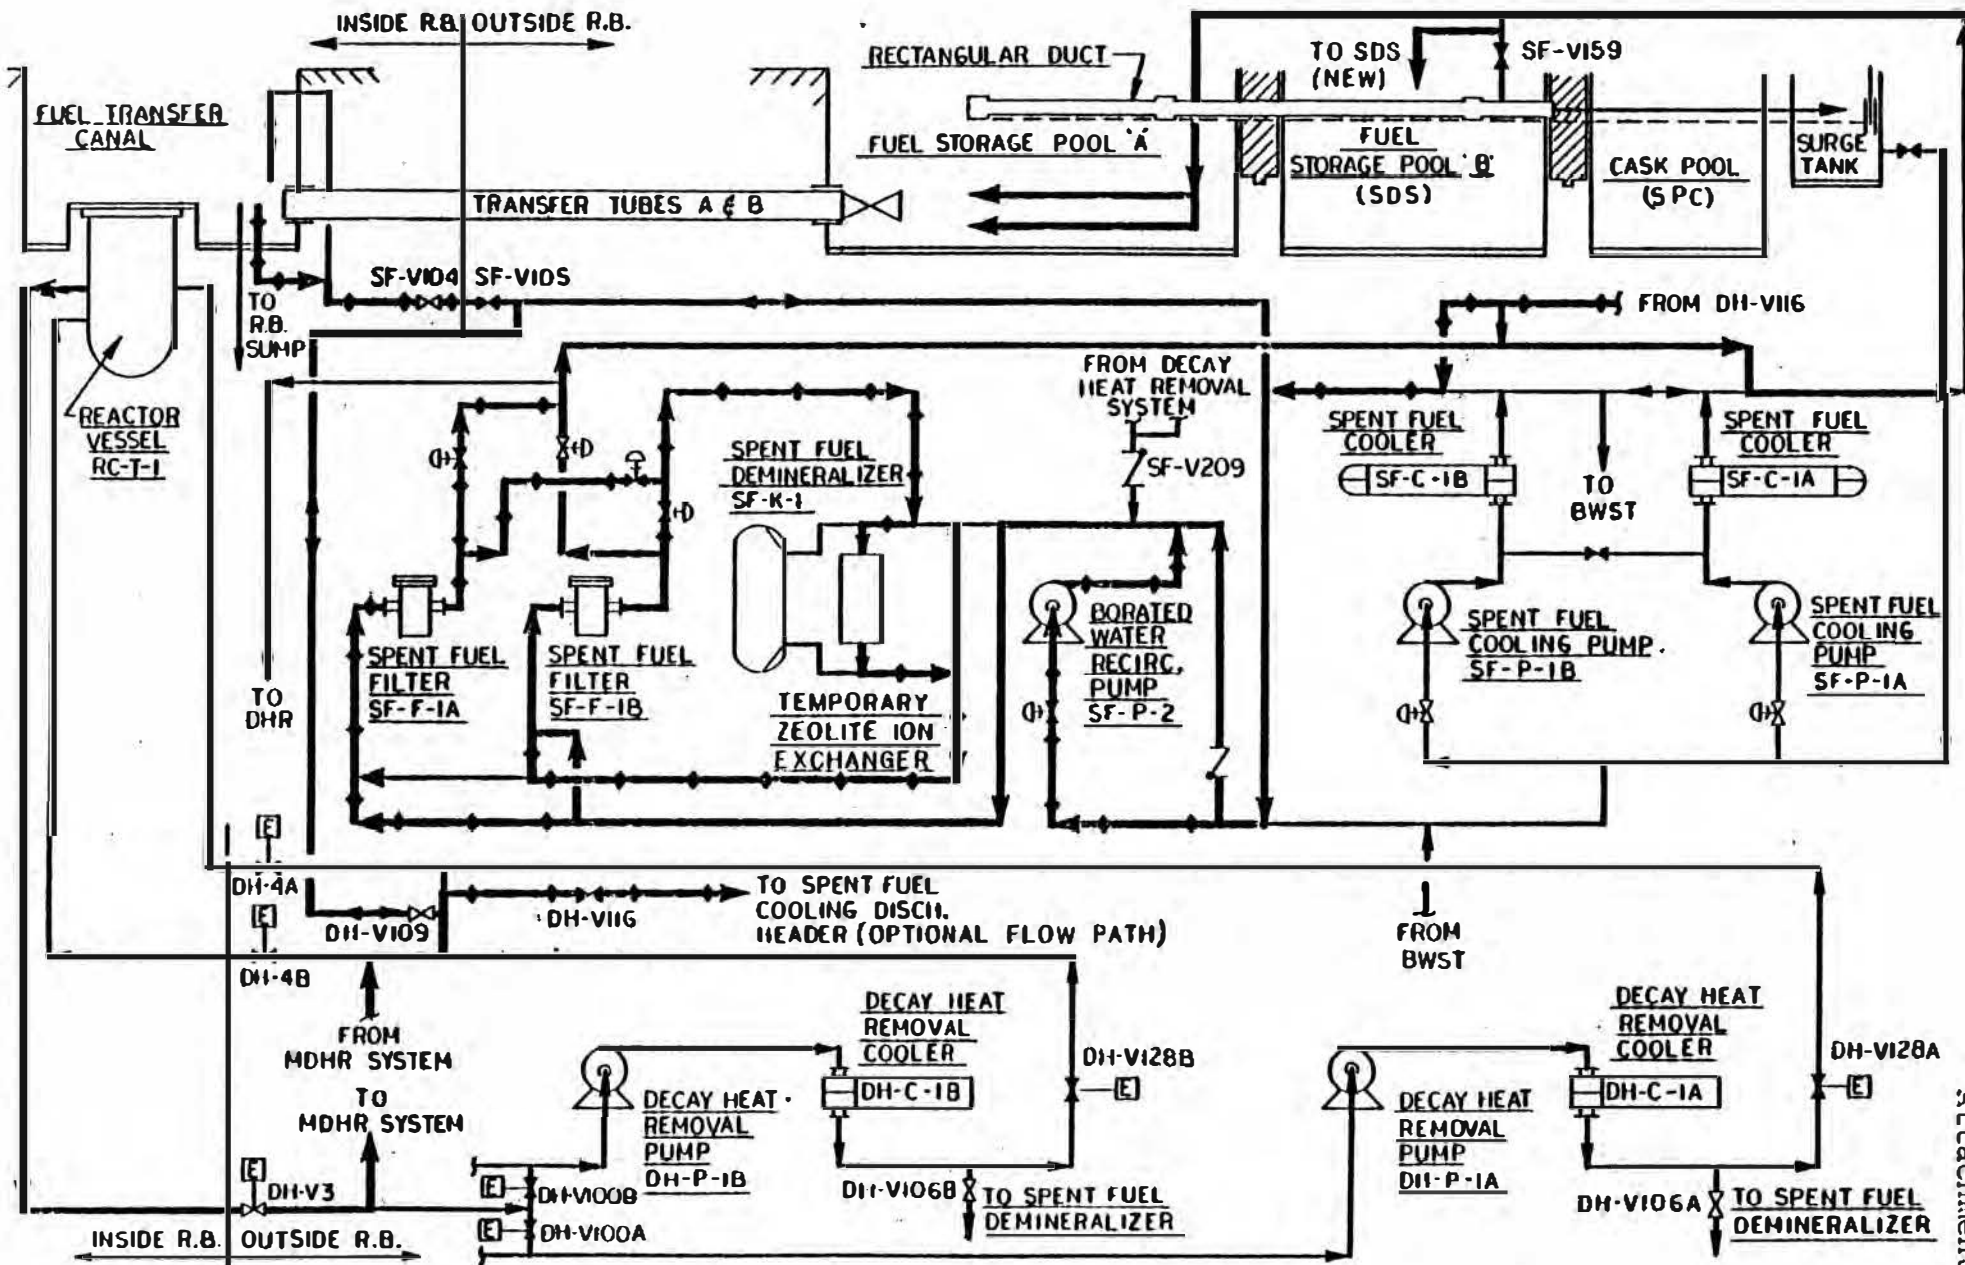 INSIDE R.B. OUTSIDE R.B.
RECTANGULAR DUCT
TO SDS
(NEW)
SF-V159
FUEL TRANSFER
CANAL
FUEL STORAGE POOL 'A'
FUEL
STORAGE POOL 'B'
(SDS)
CASK POOL
(SPC)
SURGE
TANK
TRANSFER TUBES A & B
TO
R.B.
SUMP
SF-V104
SF-V105
FROM DH-V116
REACTOR
VESSEL
RC-T-1
FROM DECAY
HEAT REMOVAL
SYSTEM
SF-V209
SPENT FUEL
COOLER
SF-C-1B
TO
BWST
SPENT FUEL
COOLER
SF-C-1A
SPENT FUEL
DEMINERALIZER
SF-K-1
SPENT FUEL
FILTER
SF-F-1A
SPENT FUEL
FILTER
SF-F-1B
TEMPORARY
ZEOLITE ION
EXCHANGER
BORATED
WATER
RECIRC.
PUMP
SF-P-2
SPENT FUEL
COOLING PUMP.
SF-P-1B
SPENT FUEL
COOLING
PUMP
SF-P-1A
TO
DHR
E
DH-4A
E
DH-4B
DH-V109
DH-V116
TO SPENT FUEL
COOLING DISCH.
HEADER (OPTIONAL FLOW PATH)
FROM
BWST
FROM
MDHR SYSTEM
TO
MDHR SYSTEM
DECAY HEAT
REMOVAL
COOLER
DH-C-1B
DH-V128B
E
DECAY HEAT
REMOVAL
PUMP
DH-P-1B
DECAY HEAT
REMOVAL
COOLER
DH-C-1A
DH-V128A
E
DECAY HEAT
REMOVAL
PUMP
DH-P-1A
E
DH-V3
E
DH-V100B
E
DH-V100A
DH-V106B
TO SPENT FUEL
DEMINERALIZER
DH-V106A
TO SPENT FUEL
DEMINERALIZER
INSIDE R.B. OUTSIDE R.B.